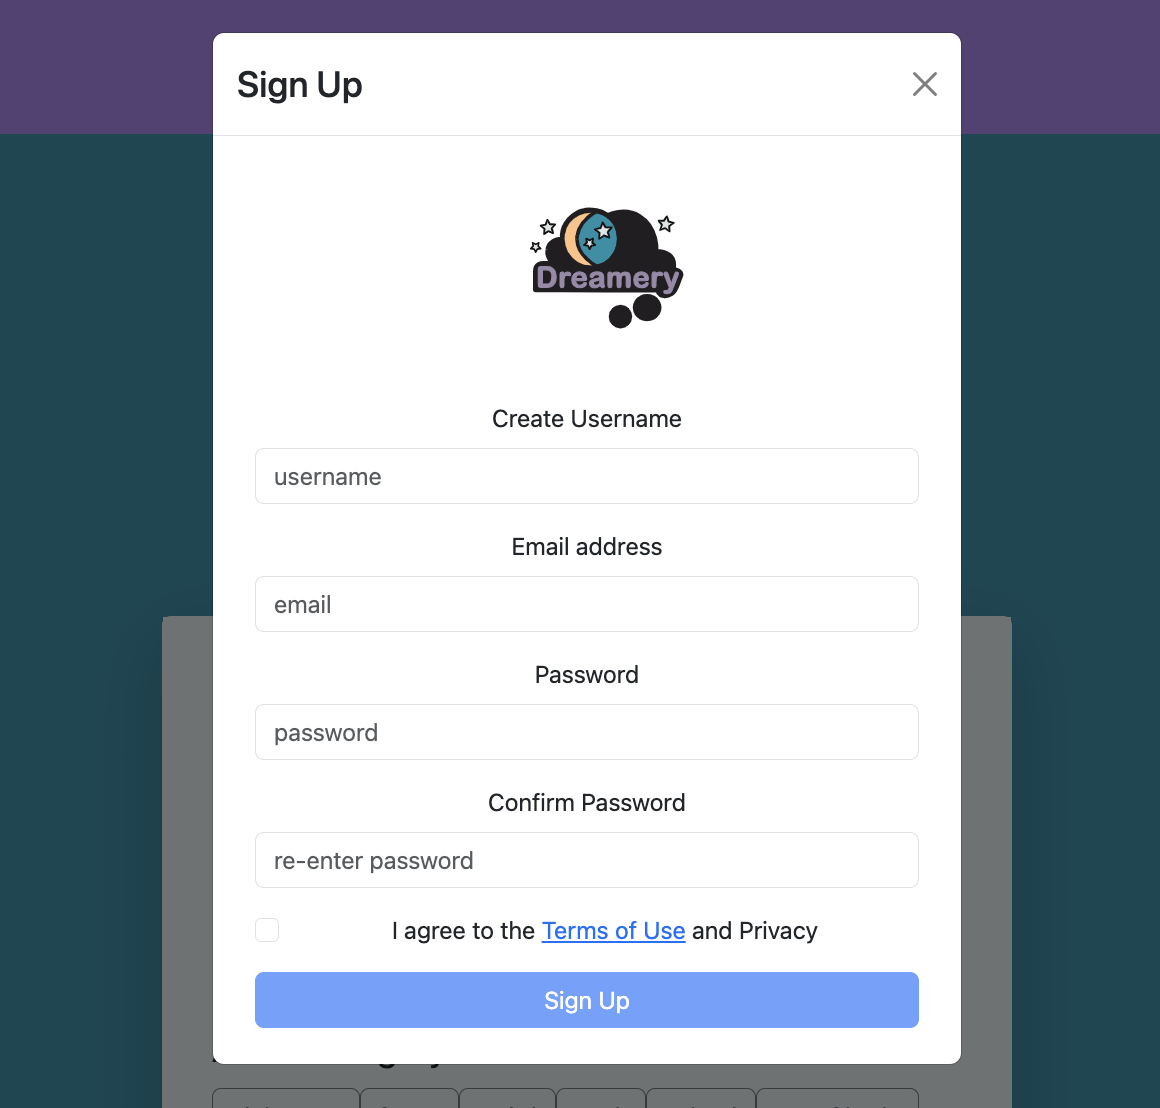 Sign Up
Dreamery
Create Username
username
Email address
email
Password
password
Confirm Password
re-enter password
I agree to the Terms of Use and Privacy
Sign Up